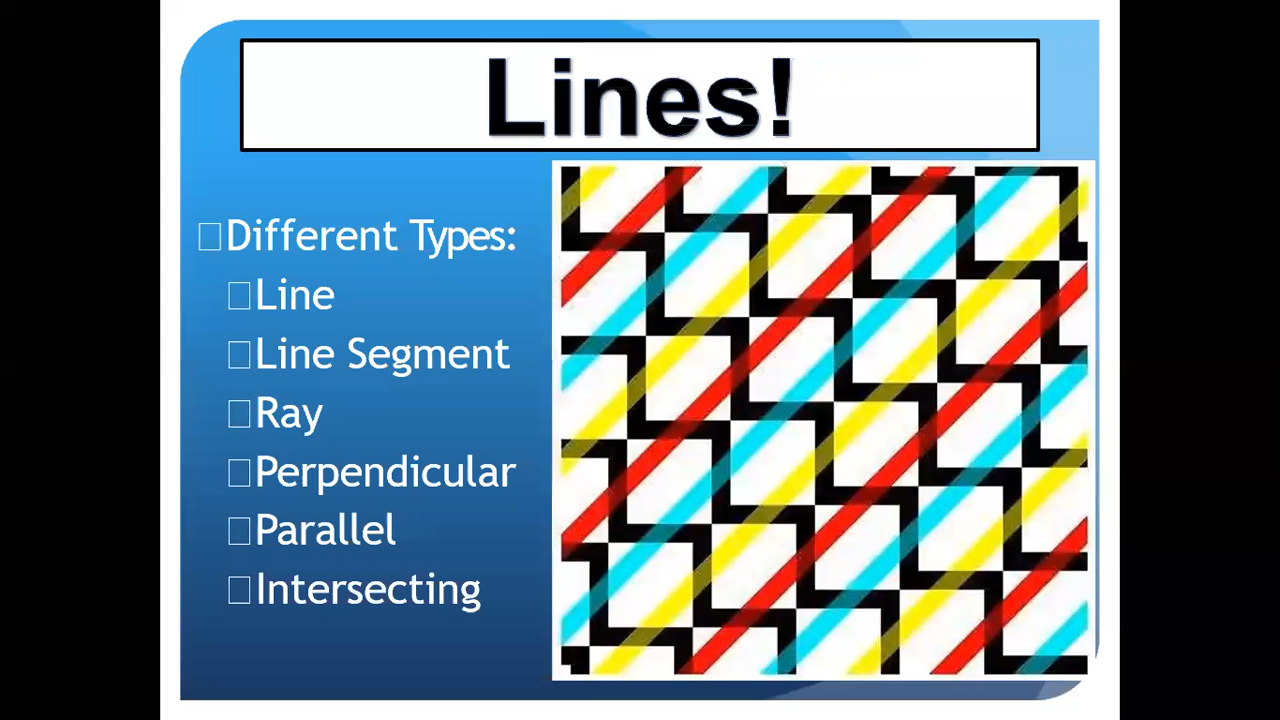 Lines!
Different Types:
Line
Line Segment
Ray
Perpendicular
Parallel
Intersecting